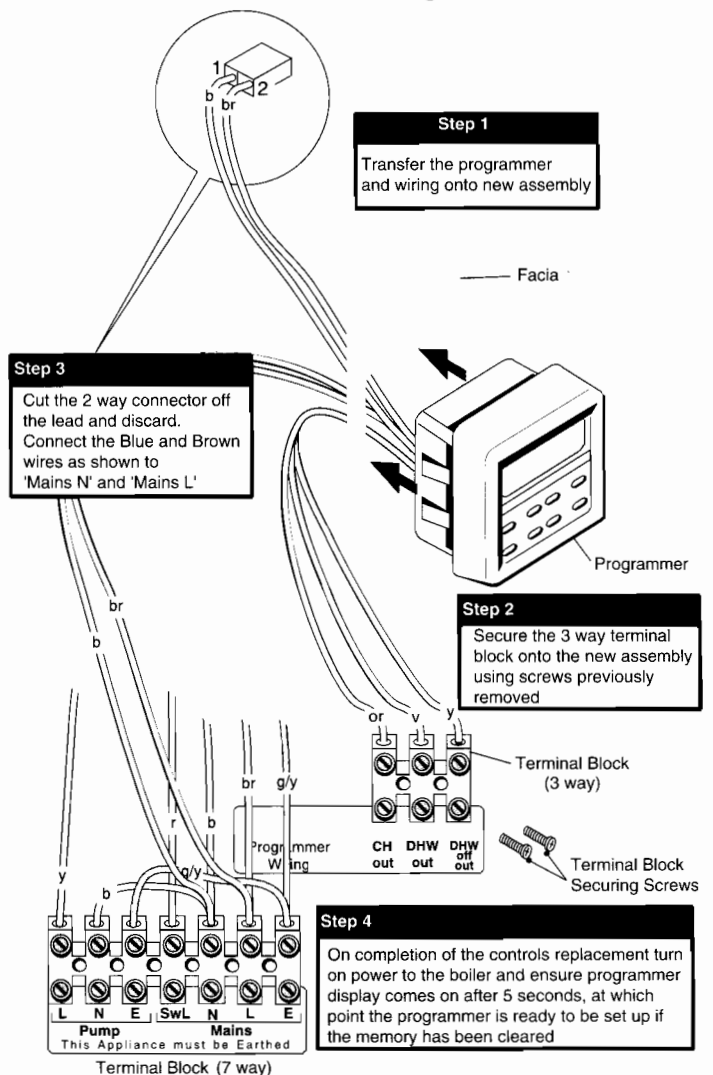 1
2
b
br
Step 1
Transfer the programmer
and wiring onto new assembly
Facia
Step 3
Cut the 2 way connector off
the lead and discard.
Connect the Blue and Brown
wires as shown to
'Mains N' and 'Mains L'
Programmer
Step 2
Secure the 3 way terminal
block onto the new assembly
using screws previously
removed
br
b
or
v
y
Terminal Block
(3 way)
br
g/y
r
b
y
b
g/y
Wiring
CH out
DHW out
DHW off out
Terminal Block
Securing Screws
Step 4
On completion of the controls replacement turn
on power to the boiler and ensure programmer
display comes on after 5 seconds, at which
point the programmer is ready to be set up if
the memory has been cleared
L N E SwL N L E
Pump Mains
This Appliance must be Earthed
Terminal Block (7 way)